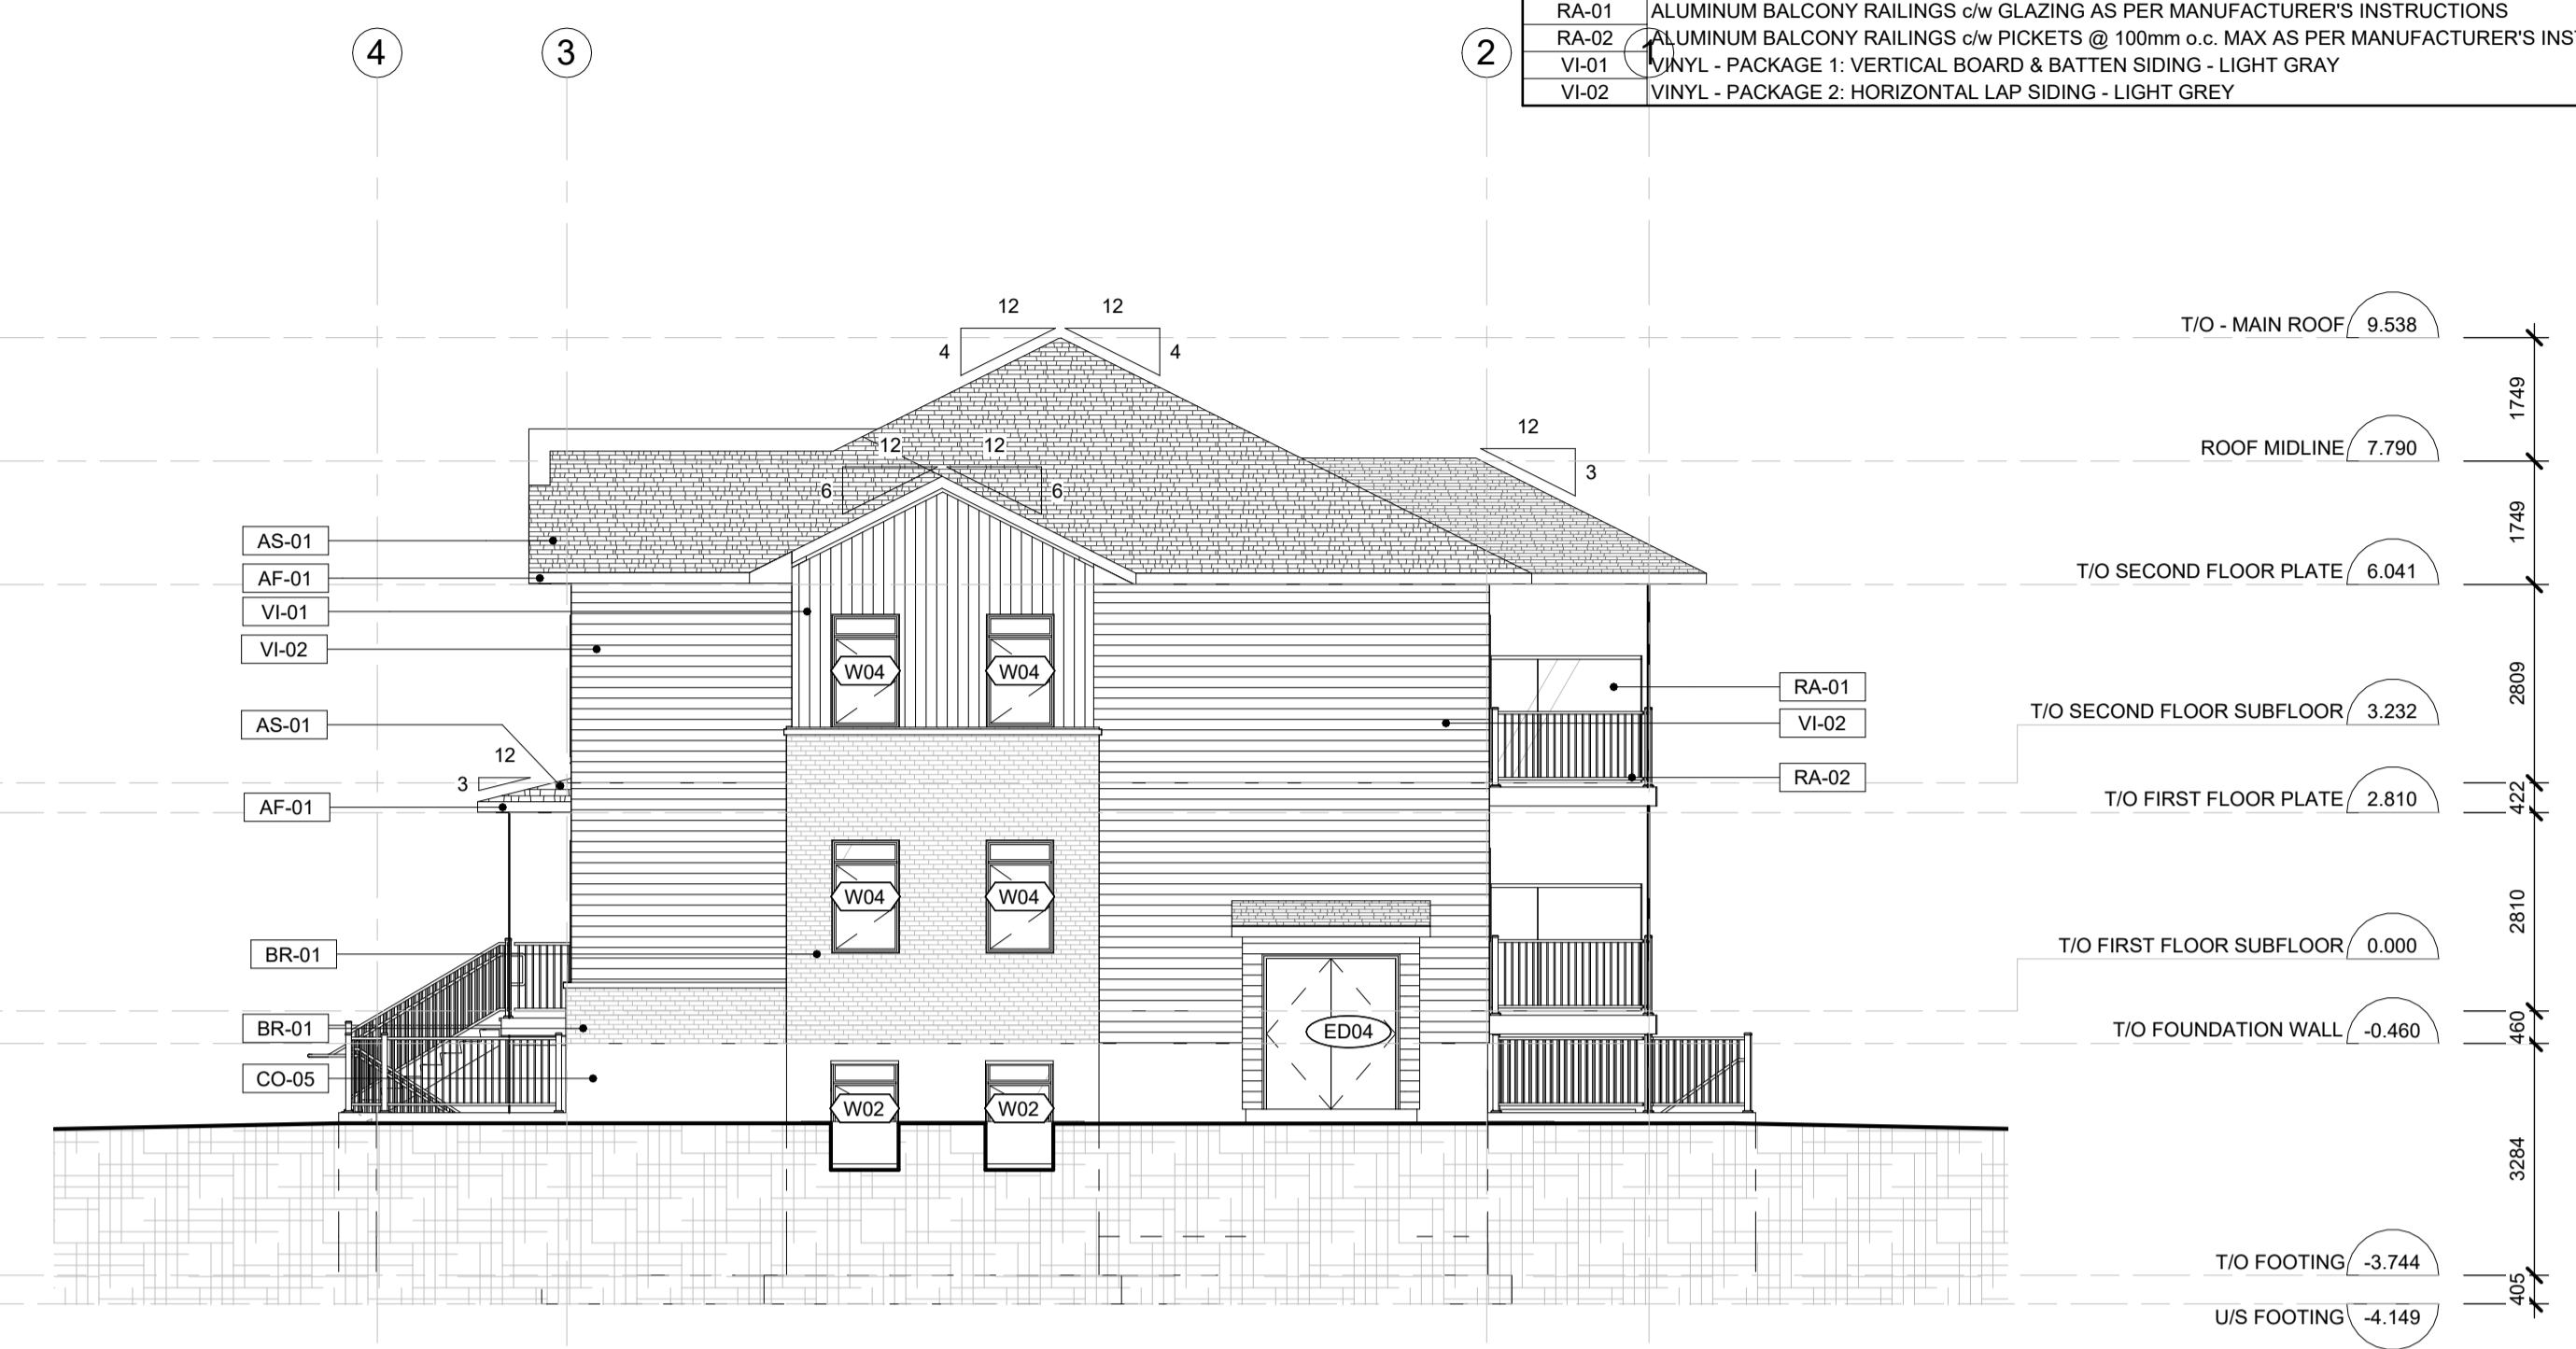 RA-01 ALUMINUM BALCONY RAILINGS c/w GLAZING AS PER MANUFACTURER'S INSTRUCTIONS
RA-02 ALUMINUM BALCONY RAILINGS c/w PICKETS @ 100mm o.c. MAX AS PER MANUFACTURER'S
VI-01 VINYL - PACKAGE 1: VERTICAL BOARD & BATTEN SIDING - LIGHT GRAY
VI-02 VINYL - PACKAGE 2: HORIZONTAL LAP SIDING - LIGHT GREY
4 3 2 1
12 12
4 4
T/O - MAIN ROOF 9.538
1749
12 12
6 6
12
3
ROOF MIDLINE 7.790
1749
AS-01
AF-01
VI-01
VI-02
T/O SECOND FLOOR PLATE 6.041
2809
W04 W04
RA-01
VI-02
RA-02
AS-01
12
3
AF-01
T/O SECOND FLOOR SUBFLOOR 3.232
422
T/O FIRST FLOOR PLATE 2.810
2810
W04 W04
BR-01
T/O FIRST FLOOR SUBFLOOR 0.000
460
BR-01
ED04
T/O FOUNDATION WALL -0.460
CO-05
W02 W02
3284
T/O FOOTING -3.744
405
U/S FOOTING -4.149